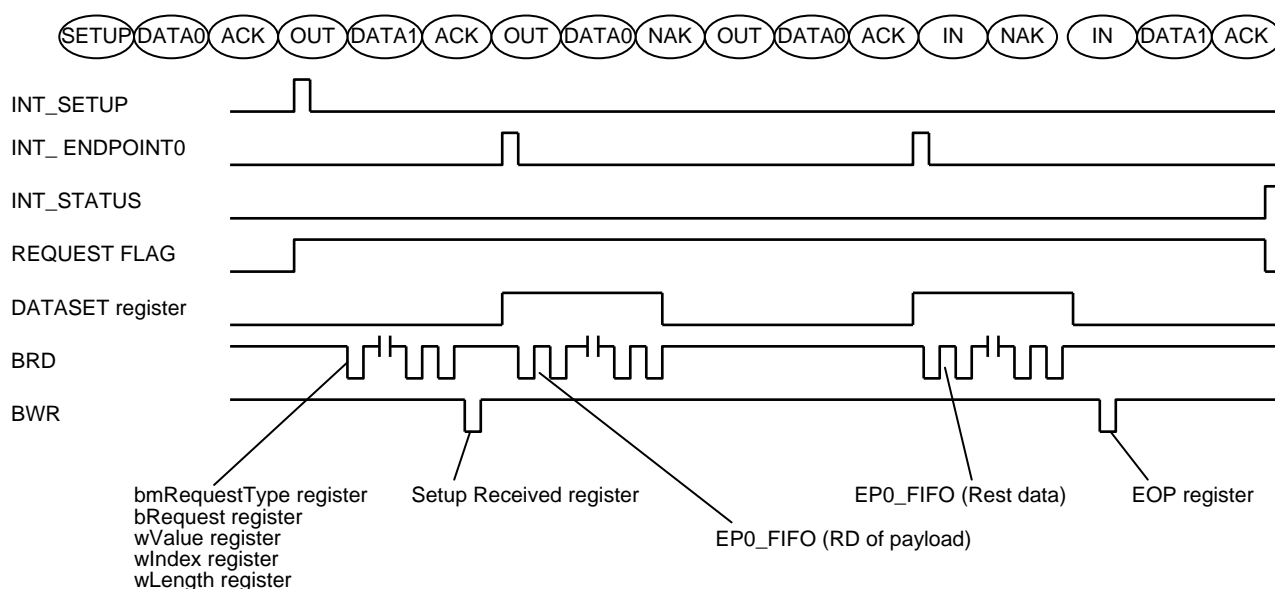 SETUP DATA0 ACK OUT DATA1 ACK OUT DATA0 NAK OUT DATA0 ACK IN NAK IN DATA1 ACK
INT_SETUP
INT_ ENDPOINT0
INT_STATUS
REQUEST FLAG
DATASET register
BRD
BWR
bmRequestType register
bRequest register
wValue register
wIndex register
wLength register
Setup Received register
EP0_FIFO (RD of payload)
EP0_FIFO (Rest data)
EOP register